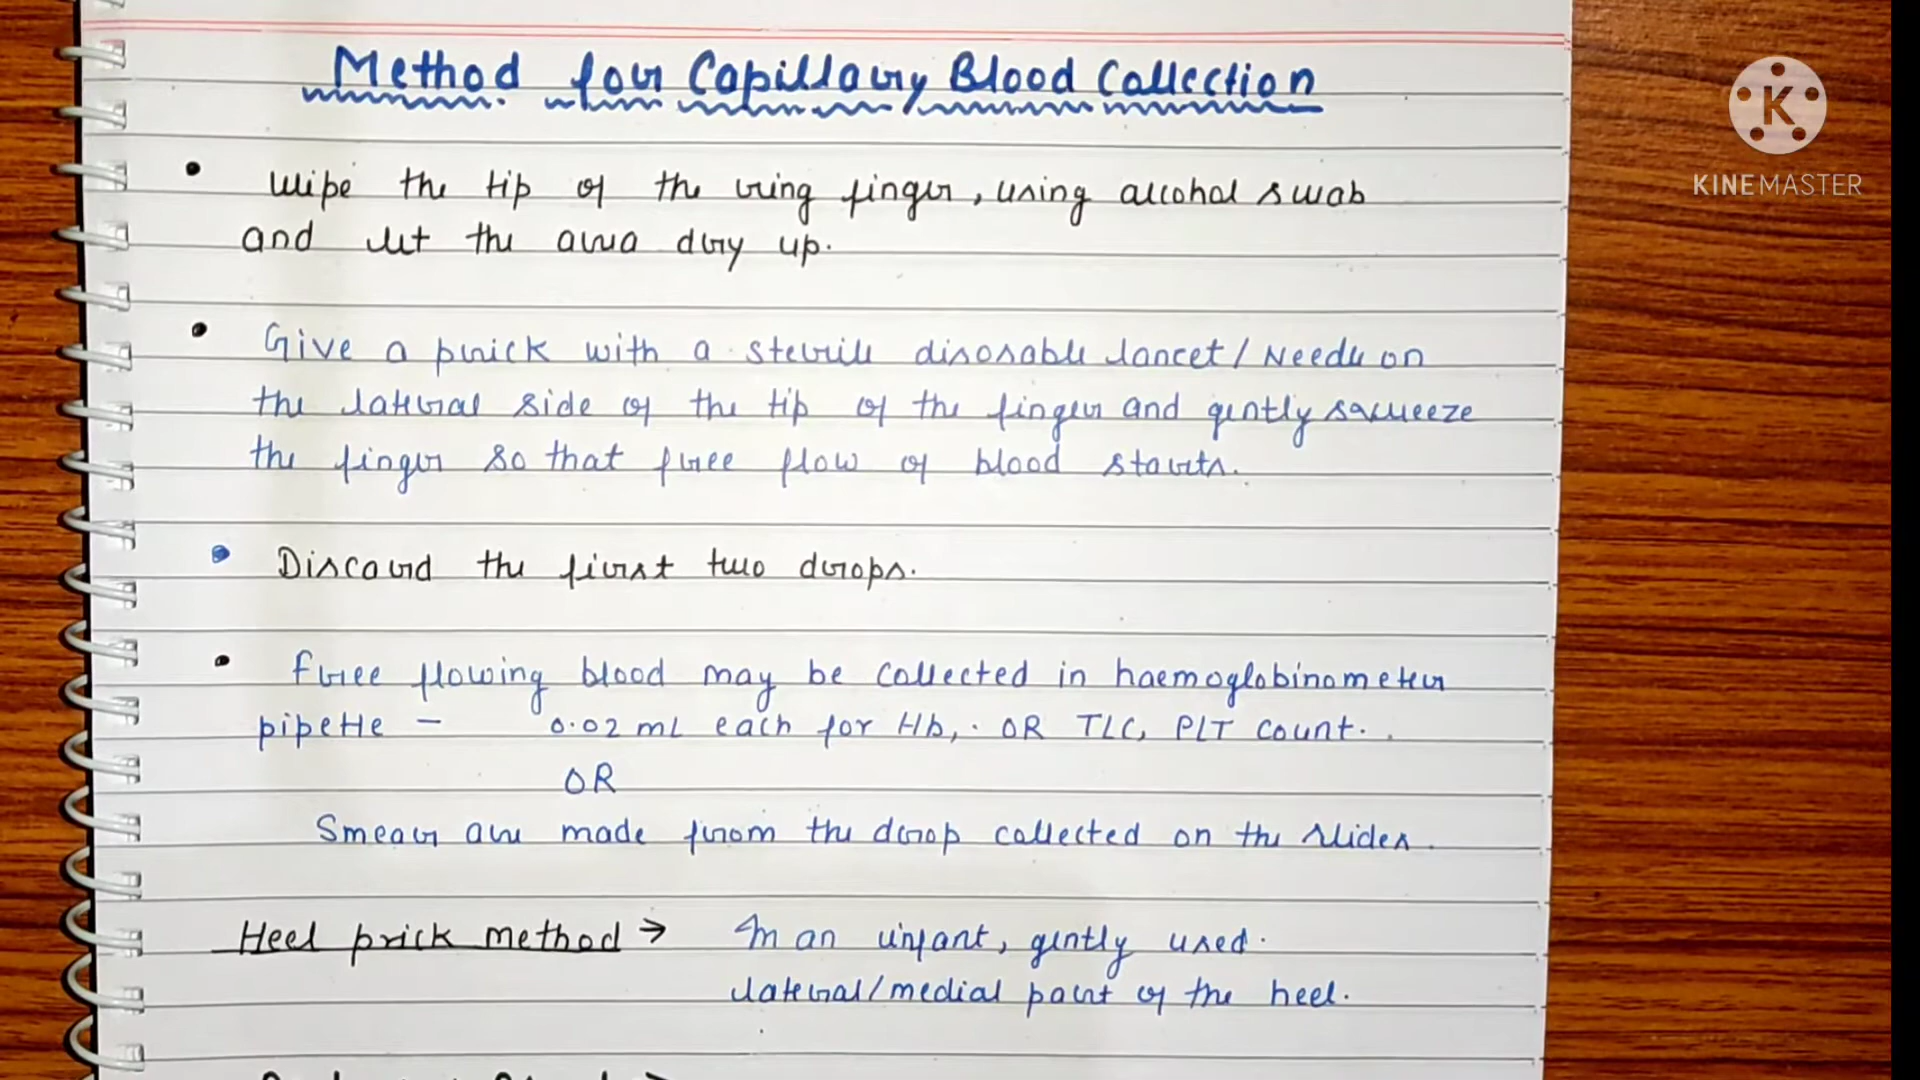 Method for Capillary Blood Collection
KINEMASTER
• Wipe the tip of the ring finger, using alcohol swab
and let the area dry up.
• Give a prick with a sterile disosable lancet/Needle on
the lateral side of the tip of the finger and gently squeeze
the finger so that free flow of blood starts.
• Discard the first two drops.
• Free flowing blood may be collected in haemoglobinometer
pipette - 0.02 mL each for Hb, OR TLC, PLT count.
OR
Smear are made from the drop collected on the slides.
Heel prick method → In an infant, gently used.
lateral/medial part of the heel.